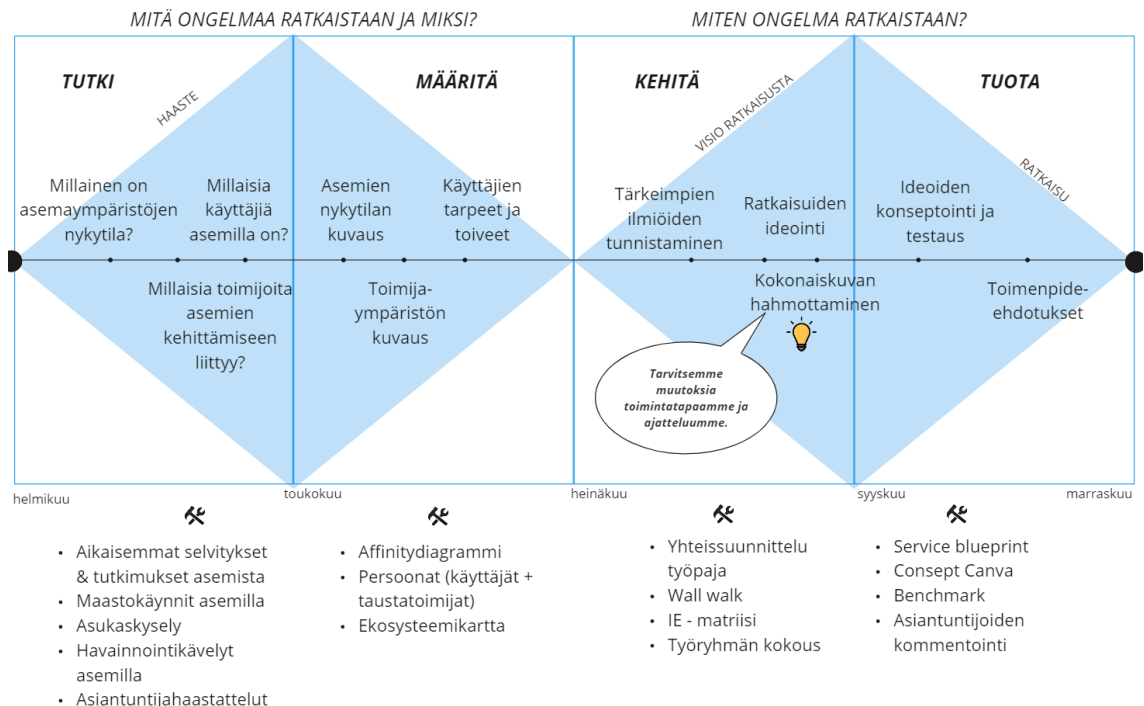 MITÄ ONGELMAA RATKAISTAAN JA MIKSI?
MITEN ONGELMA RATKAISTAAN?
TUTKI
MÄÄRITÄ
KEHITÄ
TUOTA
HAASTE
VISIO RATKAISUSTA
RATKAISU
Millainen on
asemaympäristöjen
nykytila?
Millaisia
käyttäjiä
asemilla on?
Asemien
nykytilan
kuvaus
Käyttäjien
tarpeet ja
toiveet
Tärkeimpien
ilmiöiden
tunnistaminen
Ratkaisuiden
ideointi
Ideoiden
konseptointi ja
testaus
Millaisia toimijoita
asemien
kehittämiseen
liittyy?
Toimija-
ympäristön
kuvaus
Kokonaiskuvan
hahmottaminen
Toimenpide-
ehdotukset
Tarvitsemme
muutoksia
toimintatapaamme ja
ajatteluumme.
helmikuu
toukokuu
heinäkuu
syyskuu
marraskuu
• Aikaisemmat selvitykset
& tutkimukset asemista
• Maastokäynnit asemilla
• Asukaskysely
• Havainnointikävelyt
asemilla
• Asiantuntijahaastattelut
• Affinitydiagrammi
• Persoonat (käyttäjät +
taustatoimijat)
• Ekosysteemikartta
• Yhteissuunnittelu
työpaja
• Wall walk
• IE - matriisi
• Työryhmän kokous
• Service blueprint
• Consept Canva
• Benchmark
• Asiantuntijoiden
kommentointi